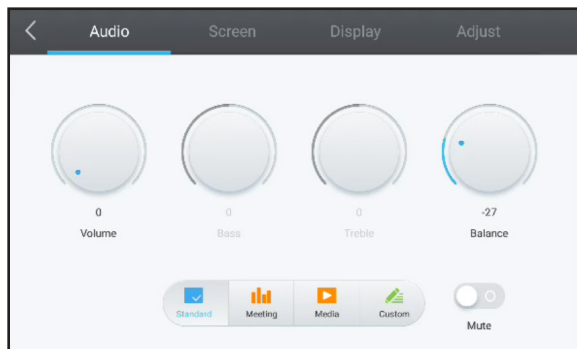 Audio Screen Display Adjust
0 0 0 -27
Volume Bass Treble Balance
Standard Meeting Media Custom
Mute